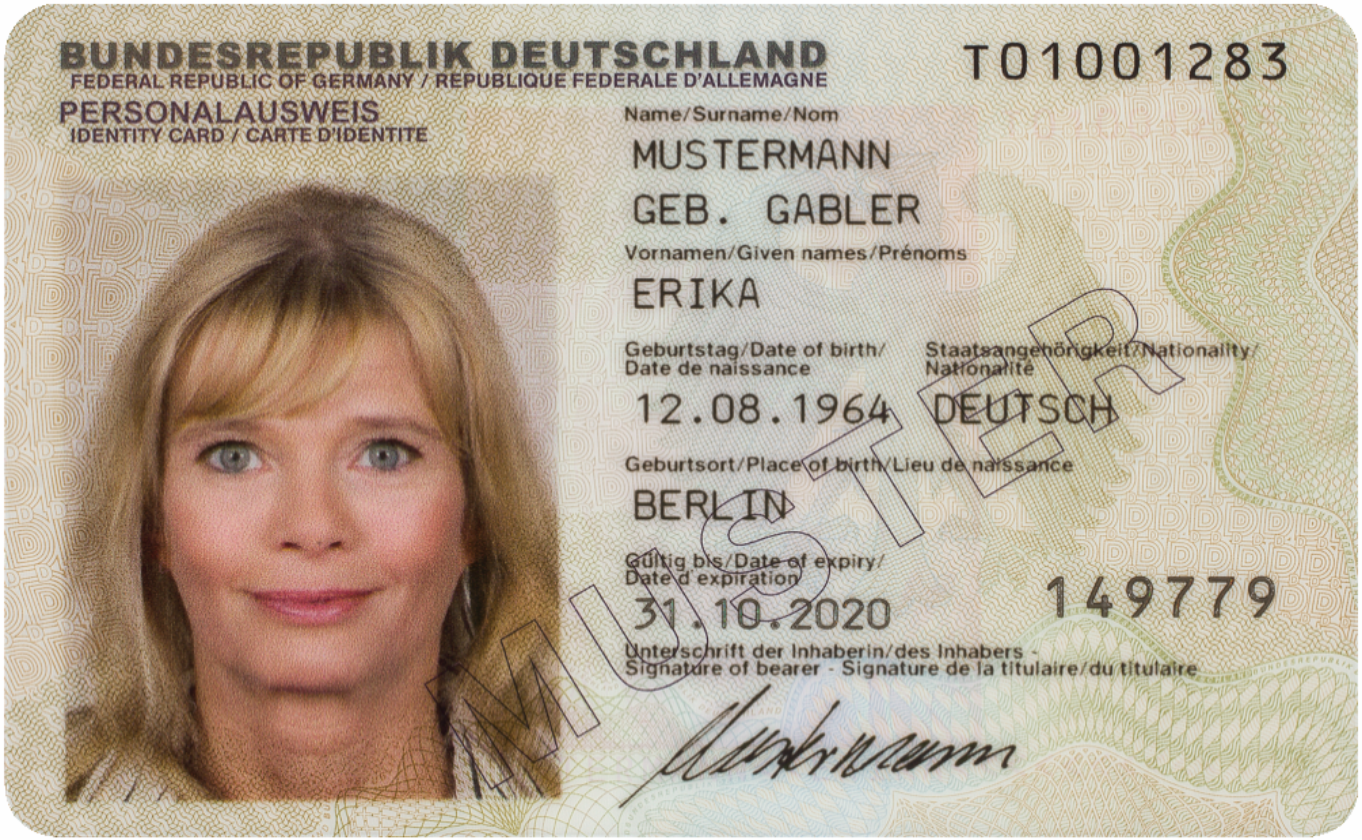 BUNDESREPUBLIK DEUTSCHLAND
FEDERAL REPUBLIC OF GERMANY / REPUBLIQUE FEDERALE D'ALLEMAGNE
PERSONALAUSWEIS
IDENTITY CARD / CARTE D'IDENTITE
T01001283
Name/Surname/Nom
MUSTERMANN
GEB. GABLER
Vornamen/Given names/Prénoms
ERIKA
Geburtstag/Date of birth/
Date de naissance
12.08.1964
Staatsangehörigkeit/Nationality/
Nationalité
DEUTSCH
Geburtsort/Place of birth/Lieu de naissance
BERLIN
Gültig bis/Date of expiry/
Date d'expiration
31.10.2020
149779
Unterschrift der Inhaberin/des Inhabers -
Signature of bearer - Signature de la titulaire/du titulaire
Mustermann
MUSTER